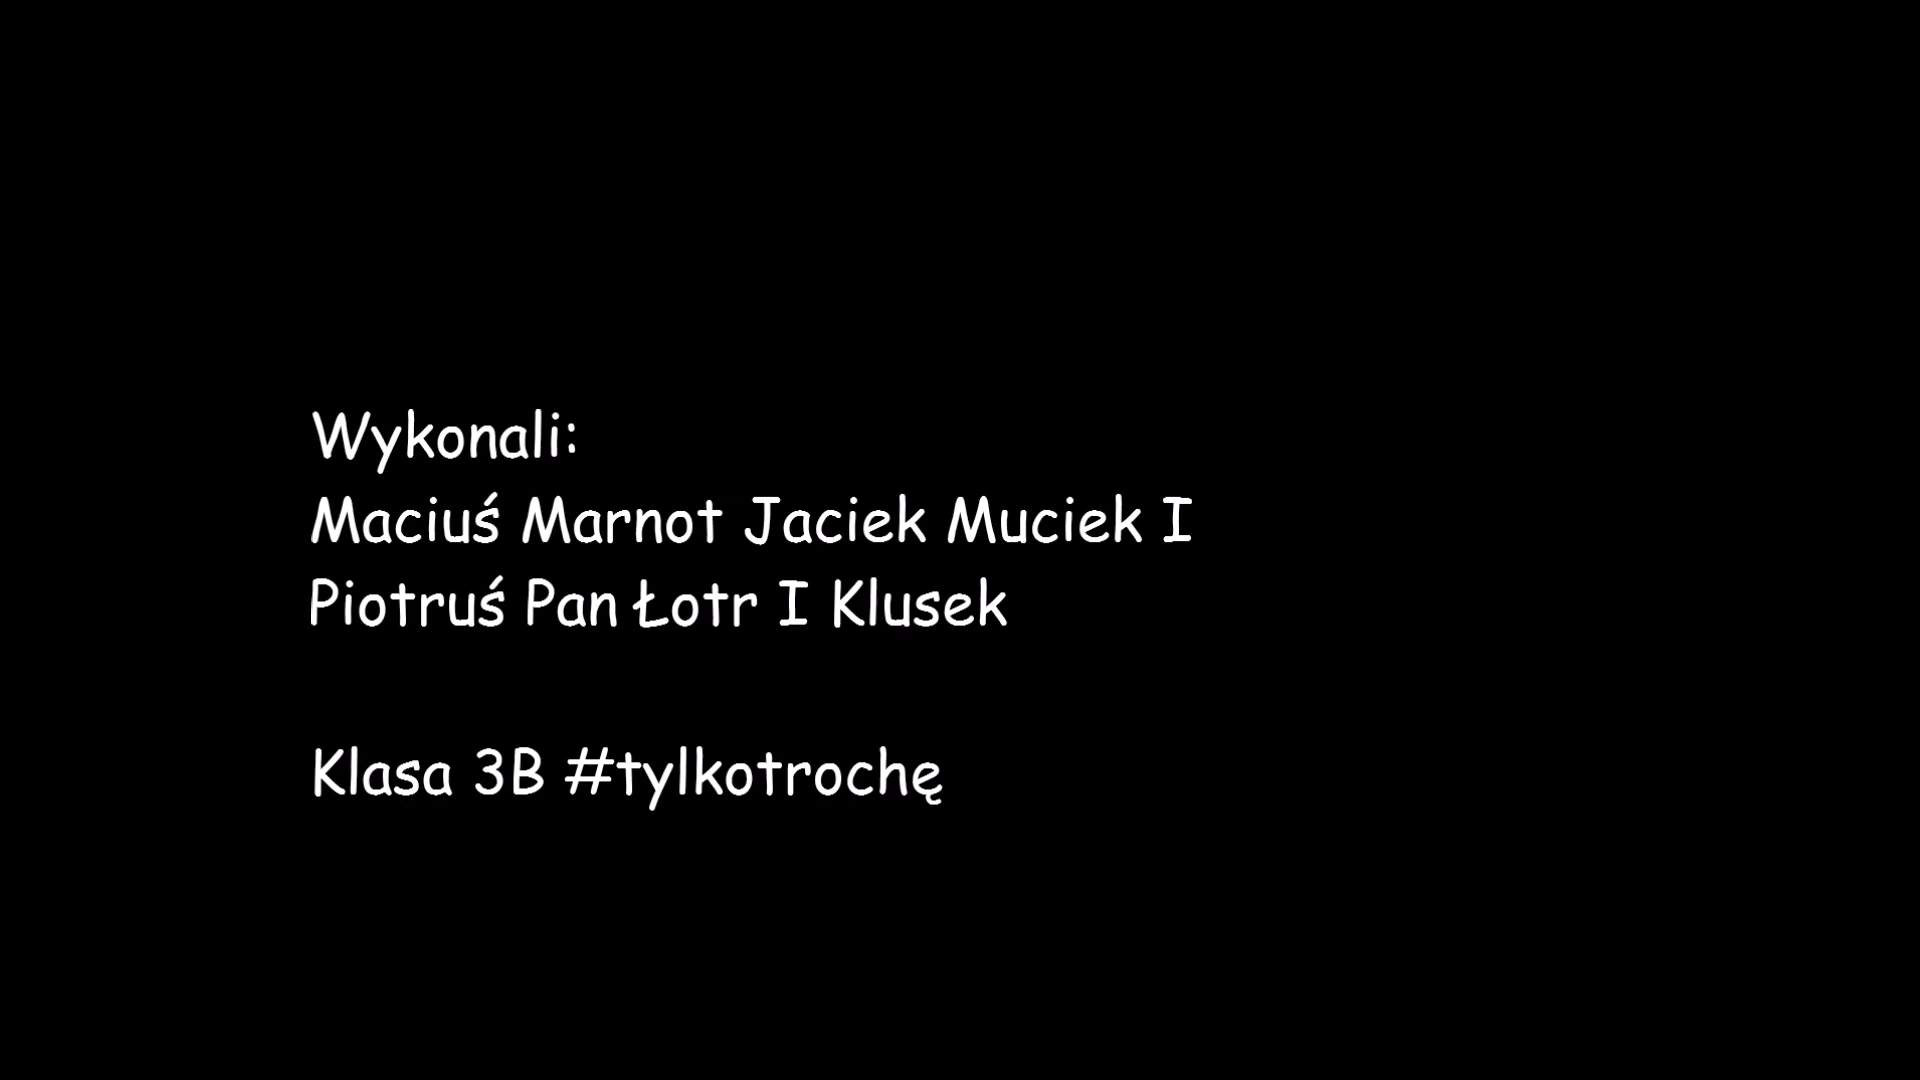 Wykonali:
Maciuś Marnot Jaciek Muciek I
Piotruś Pan Łotr I Klusek
Klasa 3B #tylkotrochę